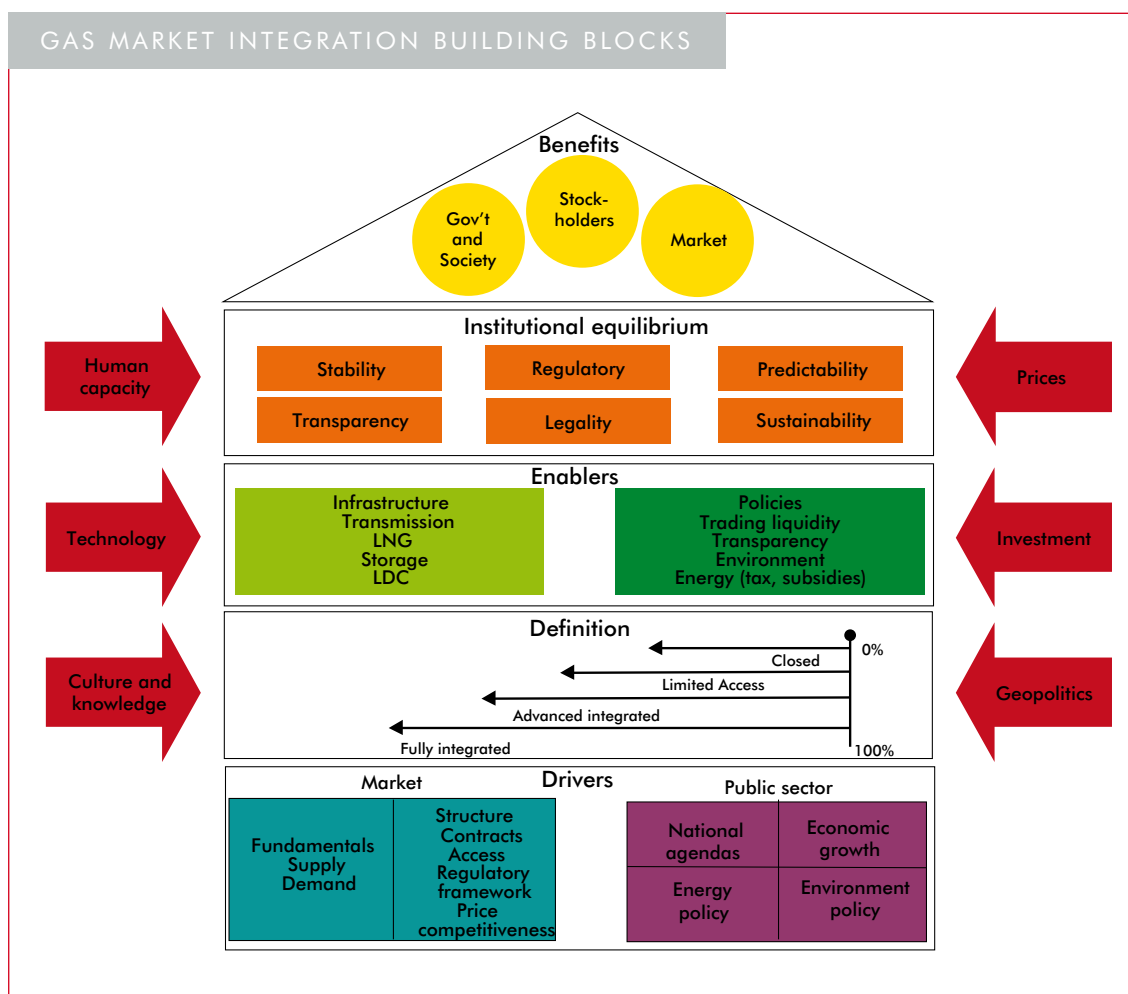 GAS MARKET INTEGRATION BUILDING BLOCKS
Benefits
Gov't
and
Society
Stock-
holders
Market
Human
capacity
Institutional equilibrium
Stability
Regulatory
Predictability
Transparency
Legality
Sustainability
Prices
Technology
Enablers
Infrastructure
Transmission
LNG
Storage
LDC
Policies
Trading liquidity
Transparency
Environment
Energy (tax, subsidies)
Investment
Culture and
knowledge
Definition
0%
Closed
Limited Access
Advanced integrated
Fully integrated
100%
Geopolitics
Drivers
Market
Fundamentals
Supply
Demand
Structure
Contracts
Access
Regulatory
framework
Price
competitiveness
Public sector
National
agendas
Economic
growth
Energy
policy
Environment
policy